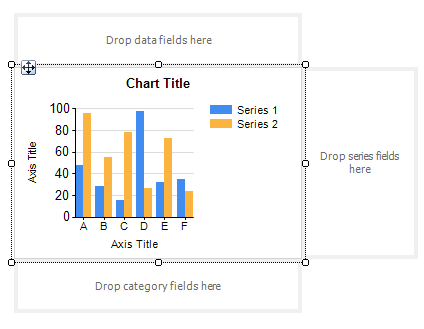 Drop data fields here
Chart Title
Series 1
Series 2
100
80
60
40
20
0
Axis Title
A B C D E F
Axis Title
Drop series fields
here
Drop category fields here